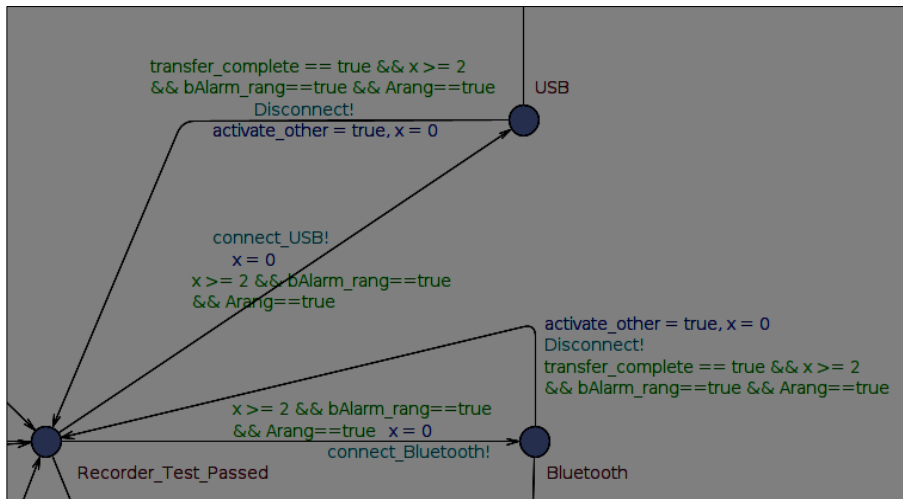 transfer_complete == true && x >= 2
&& bAlarm_rang==true && Arang==true
USB
Disconnect!
activate_other = true, x = 0
connect_USB!
x = 0
x >= 2 && bAlarm_rang==true
&& Arang==true
activate_other = true, x = 0
Disconnect!
transfer_complete == true && x >= 2
&& bAlarm_rang==true && Arang==true
x >= 2 && bAlarm_rang==true
&& Arang==true x = 0
connect_Bluetooth!
Recorder_Test_Passed
Bluetooth